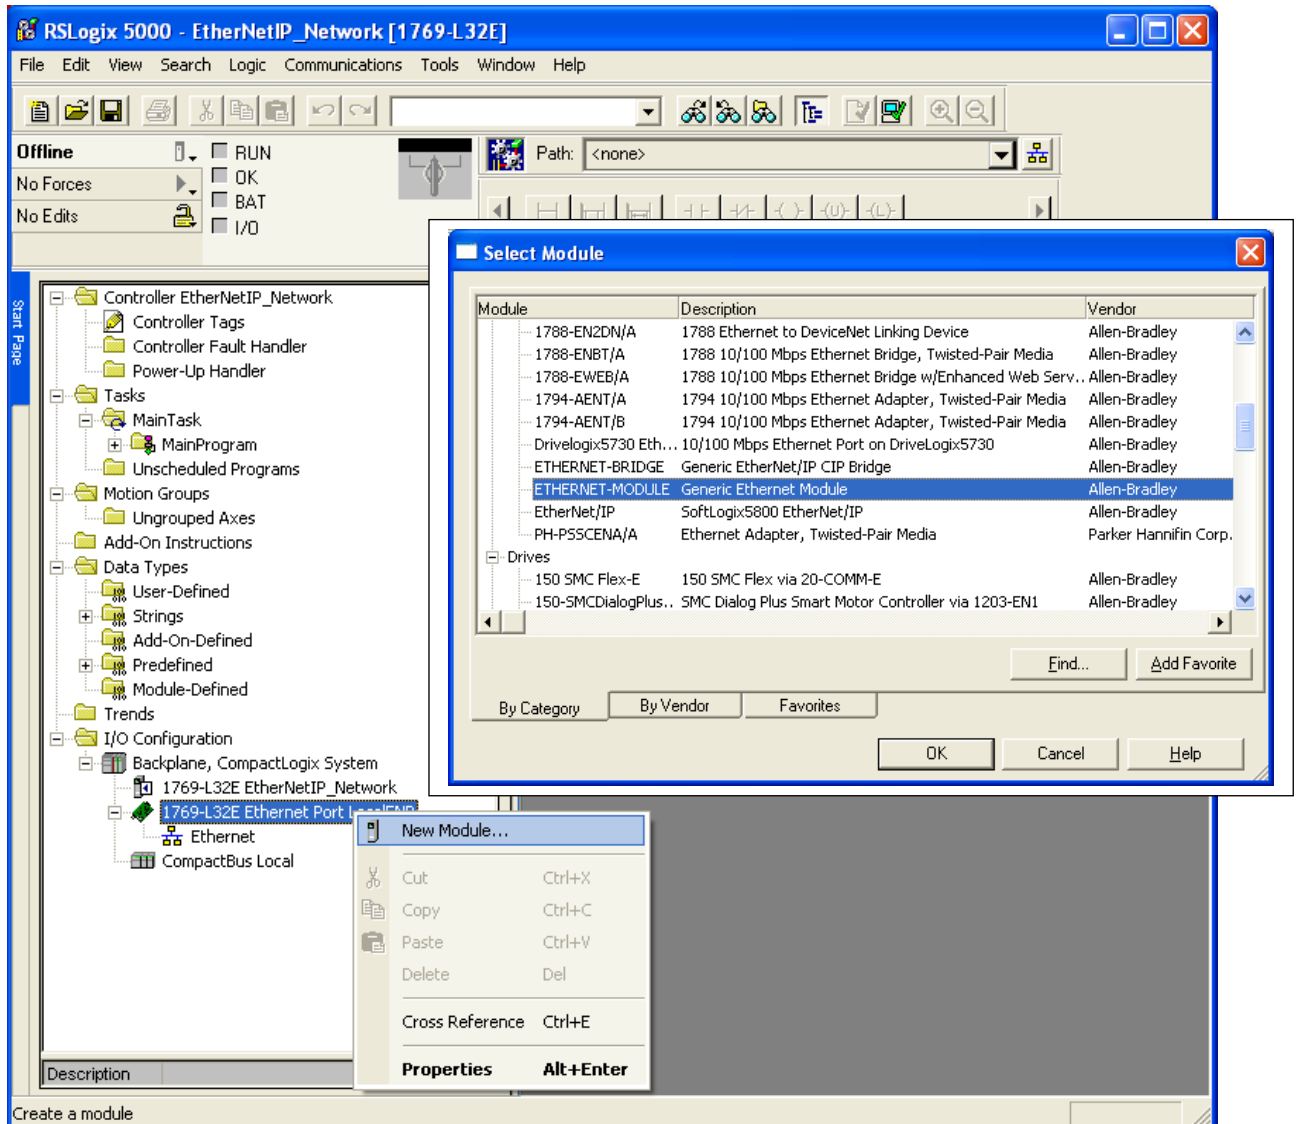 RSLogix 5000 - EtherNetIP_Network [1769-L32E]
File Edit View Search Logic Communications Tools Window Help
Offline
RUN
Path: <none>
No Forces
OK
No Edits
BAT
I/O
Start Page
Controller EtherNetIP_Network
Controller Tags
Controller Fault Handler
Power-Up Handler
Tasks
MainTask
MainProgram
Unscheduled Programs
Motion Groups
Ungrouped Axes
Add-On Instructions
Data Types
User-Defined
Strings
Add-On-Defined
Predefined
Module-Defined
Trends
I/O Configuration
Backplane, CompactLogix System
1769-L32E EtherNetIP_Network
1769-L32E Ethernet Port LocalENB
Ethernet
CompactBus Local
Description
Create a module
New Module...
Cut Ctrl+X
Copy Ctrl+C
Paste Ctrl+V
Delete Del
Cross Reference Ctrl+E
Properties Alt+Enter
Select Module
Module Description Vendor
1788-EN2DN/A 1788 Ethernet to DeviceNet Linking Device Allen-Bradley
1788-ENBT/A 1788 10/100 Mbps Ethernet Bridge, Twisted-Pair Media Allen-Bradley
1788-EWEB/A 1788 10/100 Mbps Ethernet Bridge w/Enhanced Web Serv.. Allen-Bradley
1794-AENT/A 1794 10/100 Mbps Ethernet Adapter, Twisted-Pair Media Allen-Bradley
1794-AENT/B 1794 10/100 Mbps Ethernet Adapter, Twisted-Pair Media Allen-Bradley
Drivelogix5730 Eth... 10/100 Mbps Ethernet Port on DriveLogix5730 Allen-Bradley
ETHERNET-BRIDGE Generic EtherNet/IP CIP Bridge Allen-Bradley
ETHERNET-MODULE Generic Ethernet Module Allen-Bradley
EtherNet/IP SoftLogix5800 EtherNet/IP Allen-Bradley
PH-PSSCENA/A Ethernet Adapter, Twisted-Pair Media Parker Hannifin Corp.
Drives
150 SMC Flex-E 150 SMC Flex via 20-COMM-E Allen-Bradley
150-SMCDialogPlus.. SMC Dialog Plus Smart Motor Controller via 1203-EN1 Allen-Bradley
Find... Add Favorite
By Category By Vendor Favorites
OK Cancel Help